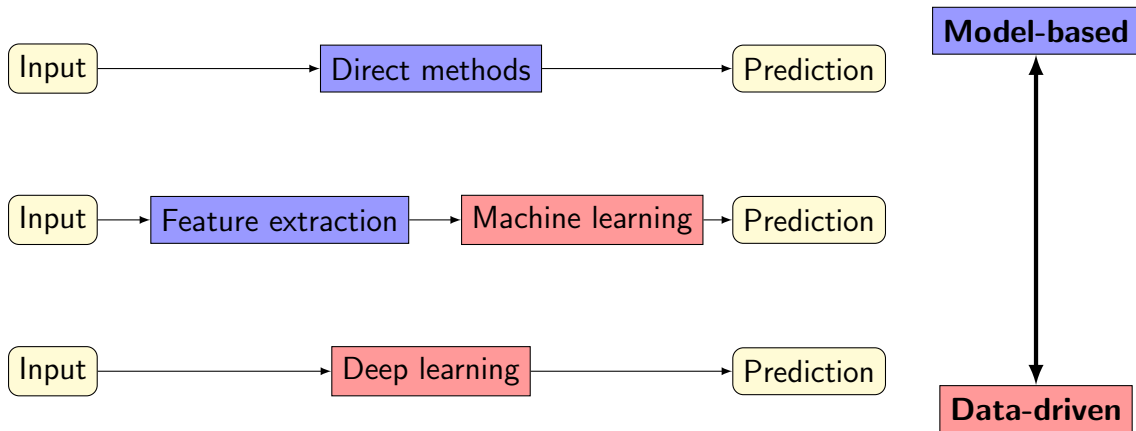 Model-based
Input
Direct methods
Prediction
Input
Feature extraction
Machine learning
Prediction
Input
Deep learning
Prediction
Data-driven